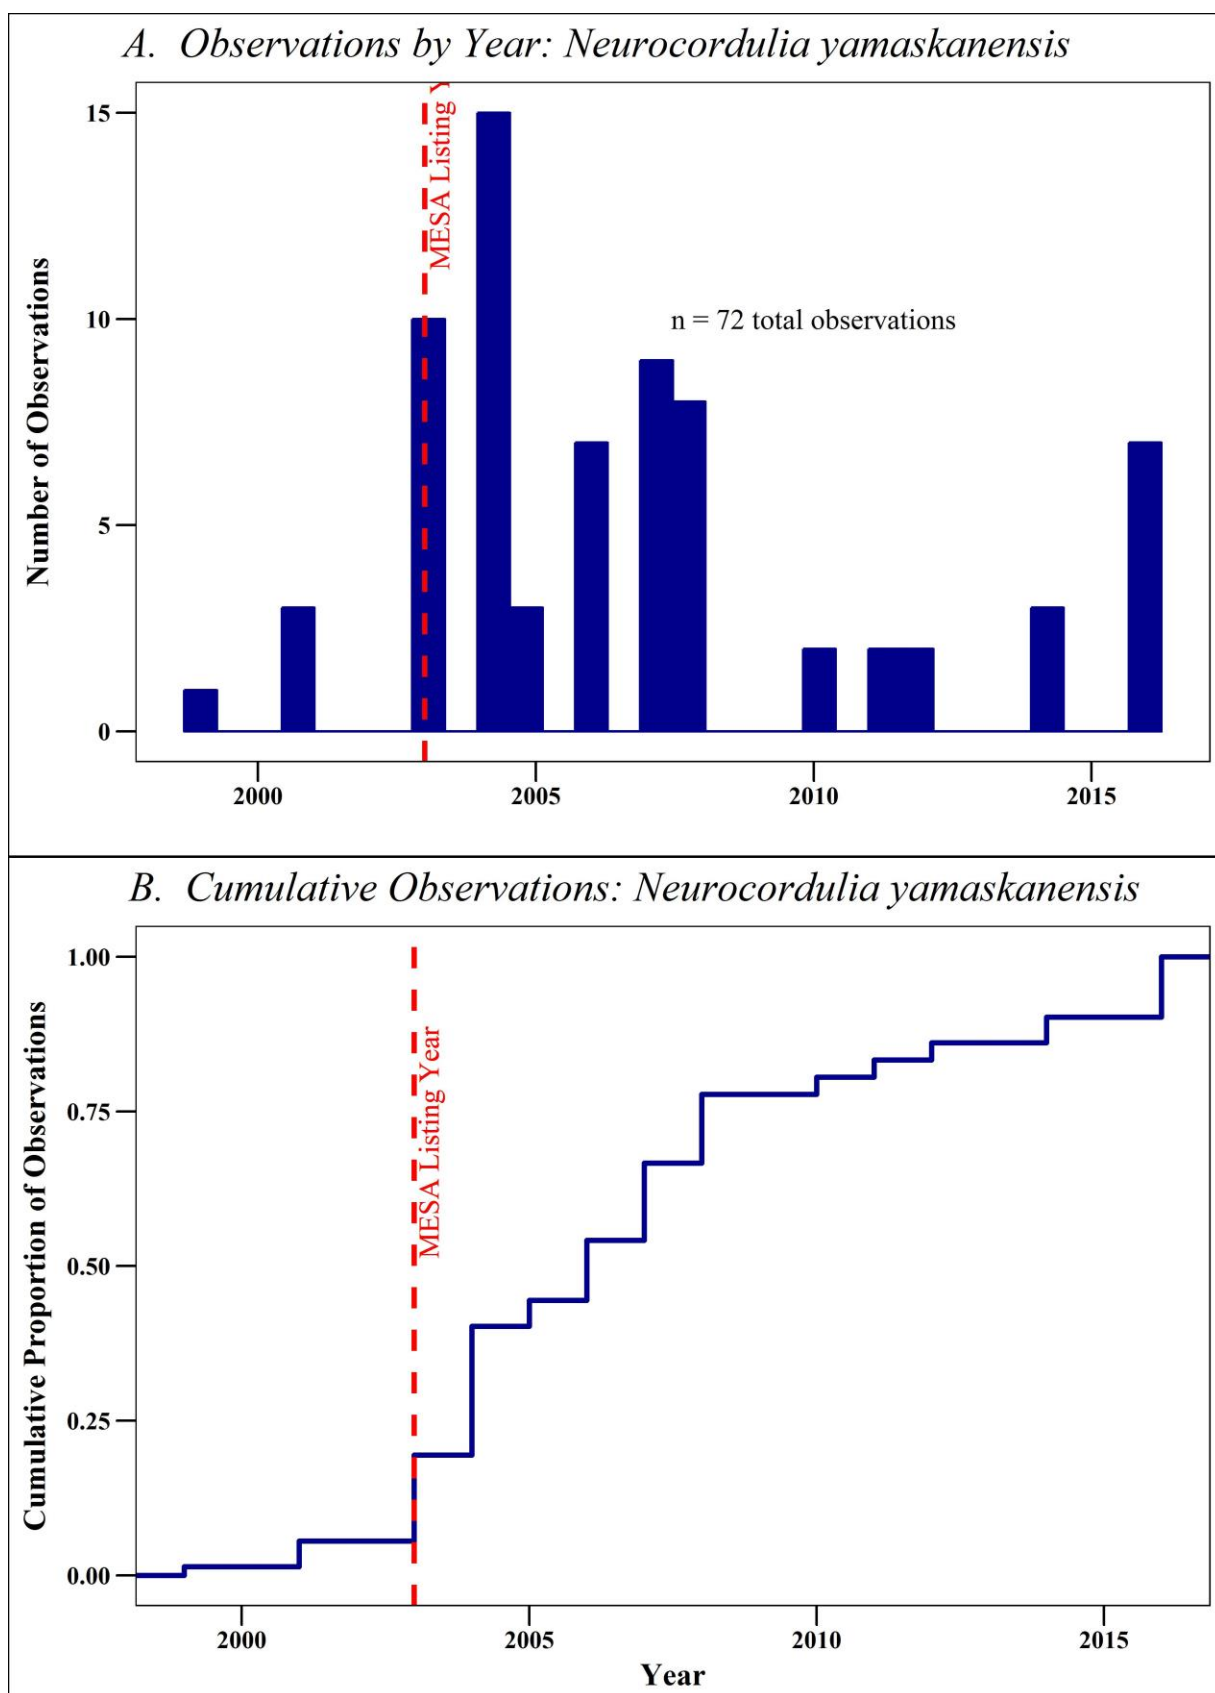 A. Observations by Year: Neurocordulia yamaskanensis
15
10
5
0
Number of Observations
MESA Listing Y
n = 72 total observations
2000 2005 2010 2015
B. Cumulative Observations: Neurocordulia yamaskanensis
1.00
0.75
0.50
0.25
0.00
Cumulative Proportion of Observations
MESA Listing Year
2000 2005 2010 2015
Year